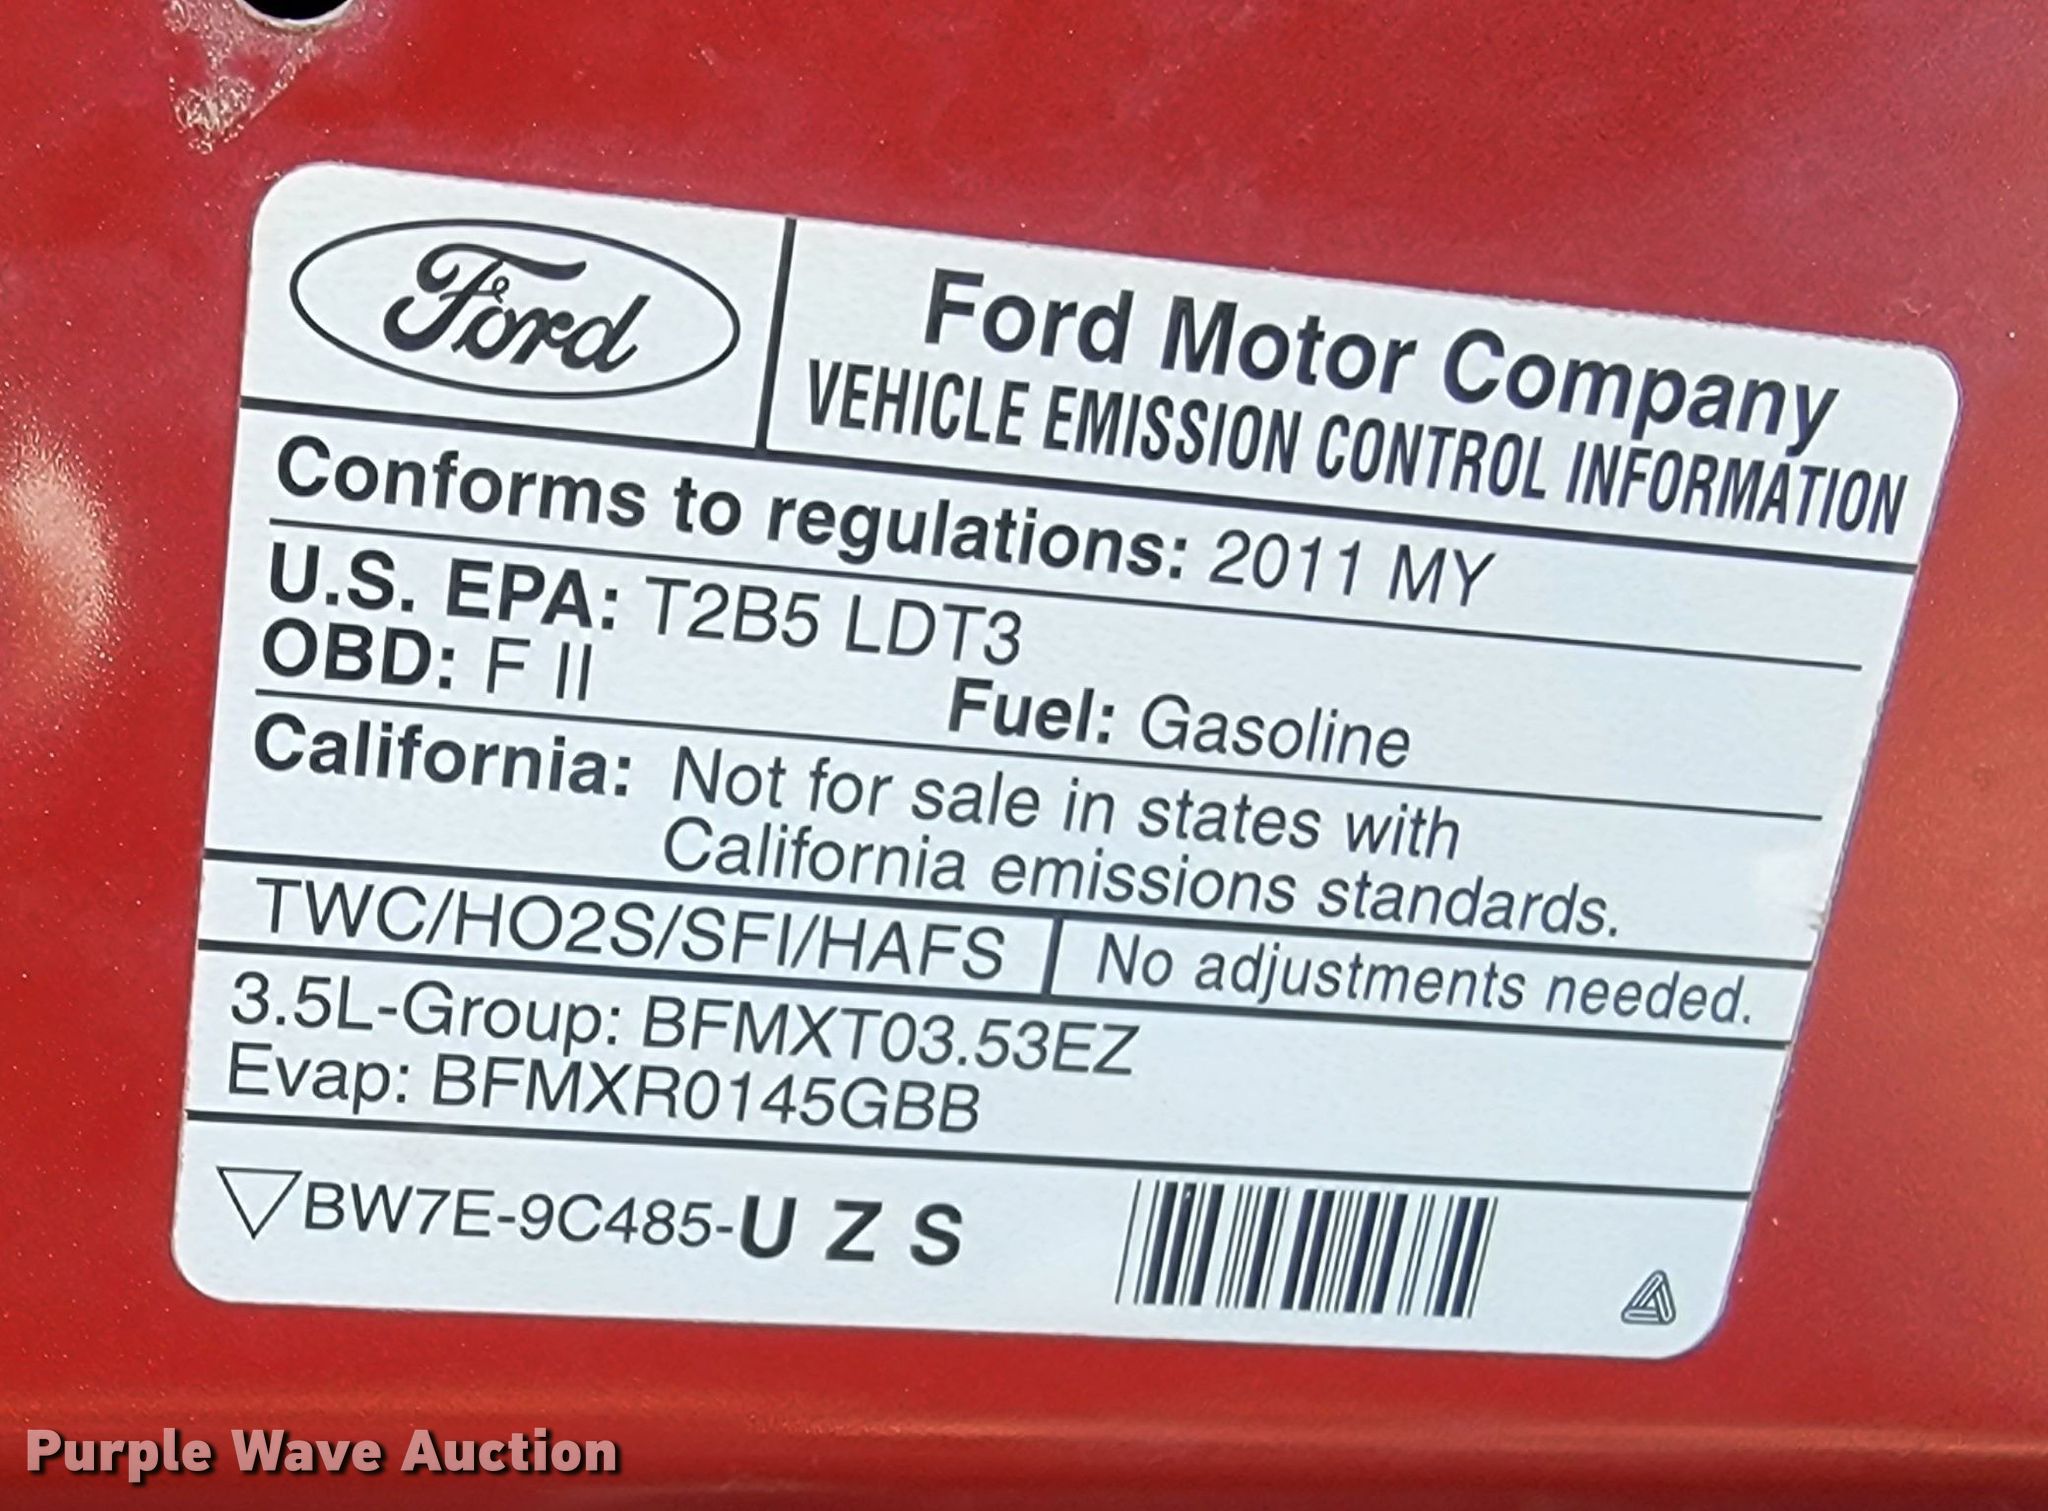 Ford
Ford Motor Company
VEHICLE EMISSION CONTROL INFORMATION
Conforms to regulations: 2011 MY
U.S. EPA: T2B5 LDT3
OBD: F II Fuel: Gasoline
California: Not for sale in states with
California emissions standards.
TWC/HO2S/SFI/HAFS No adjustments needed.
3.5L-Group: BFMXT03.53EZ
Evap: BFMXR0145GBB
BW7E-9C485-U Z S
Purple Wave Auction